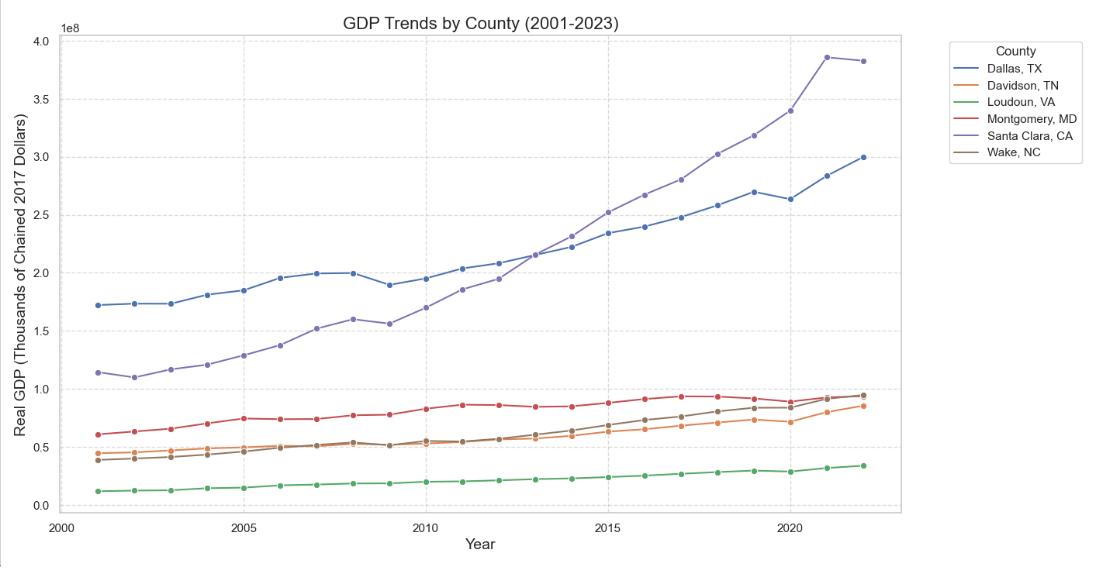 GDP Trends by County (2001-2023)
1e8
4.0
3.5
3.0
2.5
2.0
1.5
1.0
0.5
0.0
Real GDP (Thousands of Chained 2017 Dollars)
2000
2005
2010
2015
2020
Year
County
Dallas, TX
Davidson, TN
Loudoun, VA
Montgomery, MD
Santa Clara, CA
Wake, NC